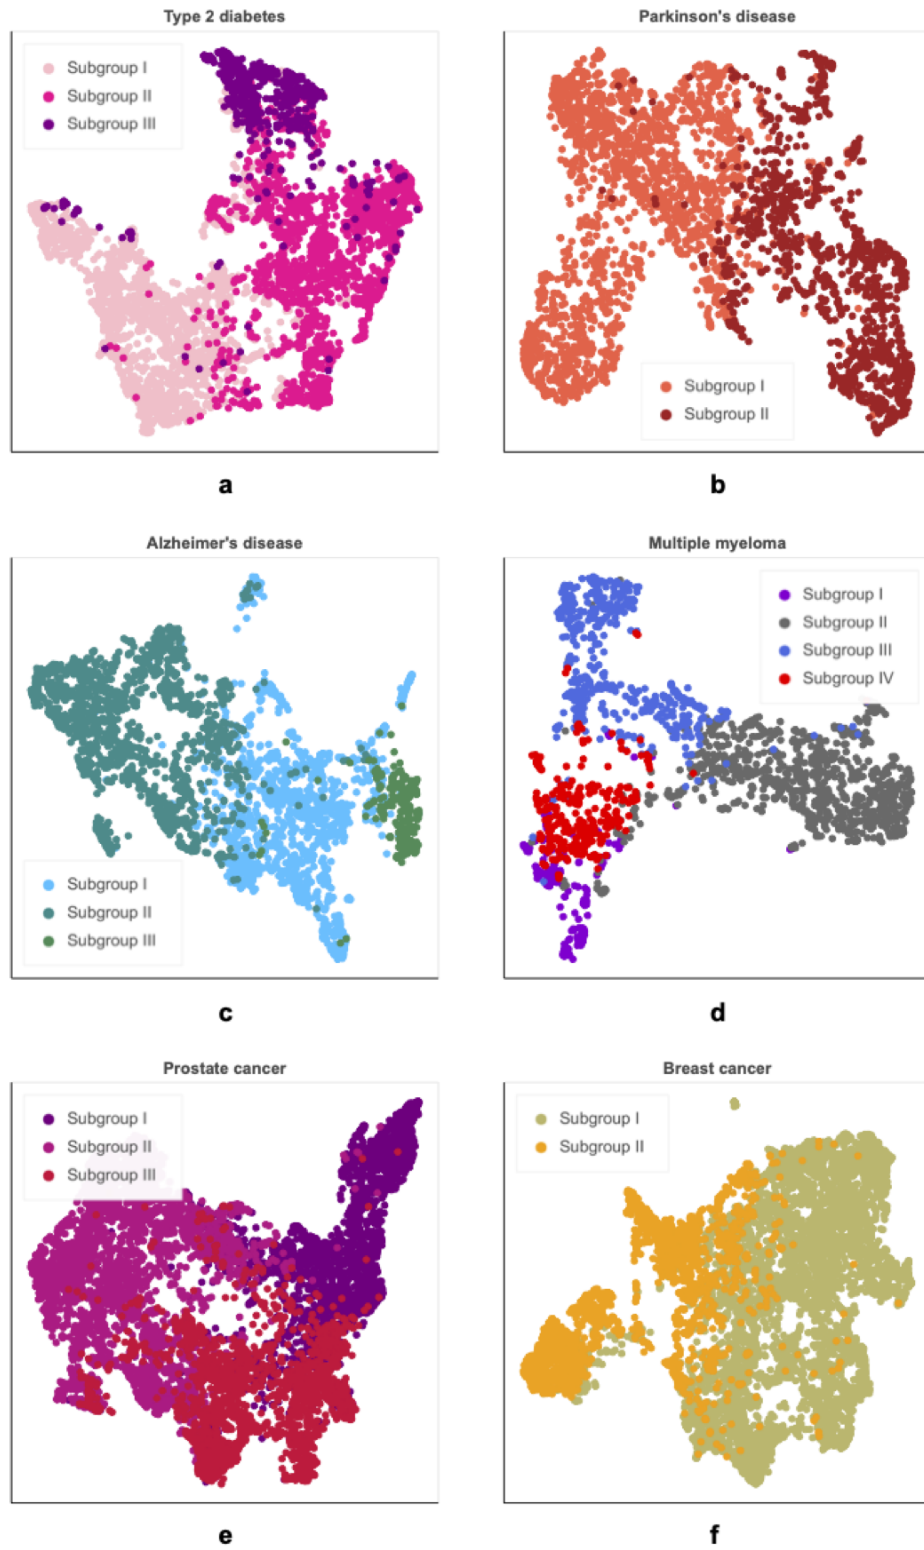 Type 2 diabetes
Subgroup I
Subgroup II
Subgroup III
a
Parkinson's disease
Subgroup I
Subgroup II
b
Alzheimer's disease
Subgroup I
Subgroup II
Subgroup III
c
Multiple myeloma
Subgroup I
Subgroup II
Subgroup III
Subgroup IV
d
Prostate cancer
Subgroup I
Subgroup II
Subgroup III
e
Breast cancer
Subgroup I
Subgroup II
f